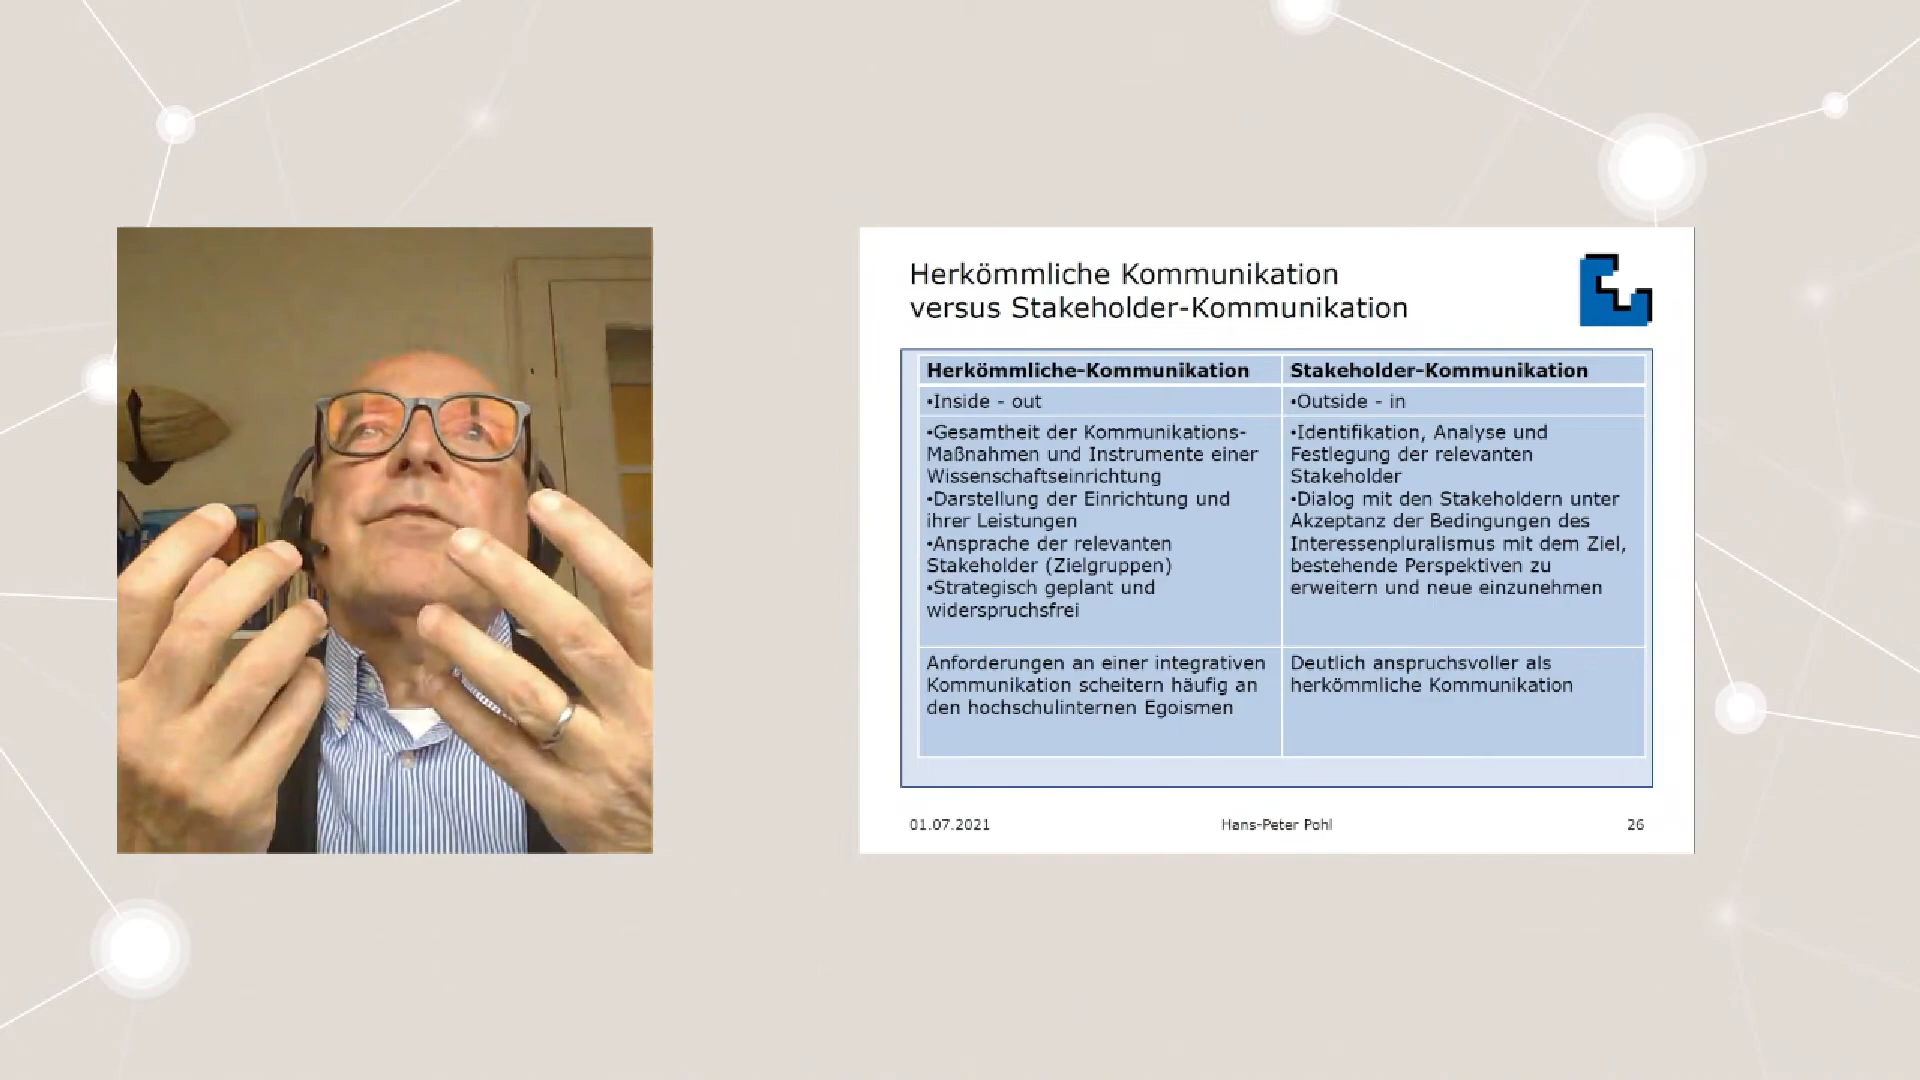 Herkömmliche Kommunikation
versus Stakeholder-Kommunikation
Herkömmliche-Kommunikation
Stakeholder-Kommunikation
•Inside - out
•Outside - in
•Gesamtheit der Kommunikations-
Maßnahmen und Instrumente einer
Wissenschaftseinrichtung
•Darstellung der Einrichtung und
ihrer Leistungen
•Ansprache der relevanten
Stakeholder (Zielgruppen)
•Strategisch geplant und
widerspruchsfrei
•Identifikation, Analyse und
Festlegung der relevanten
Stakeholder
•Dialog mit den Stakeholdern unter
Akzeptanz der Bedingungen des
Interessenpluralismus mit dem Ziel,
bestehende Perspektiven zu
erweitern und neue einzunehmen
Anforderungen an einer integrativen
Kommunikation scheitern häufig an
den hochschulinternen Egoismen
Deutlich anspruchsvoller als
herkömmliche Kommunikation
01.07.2021
Hans-Peter Pohl
26